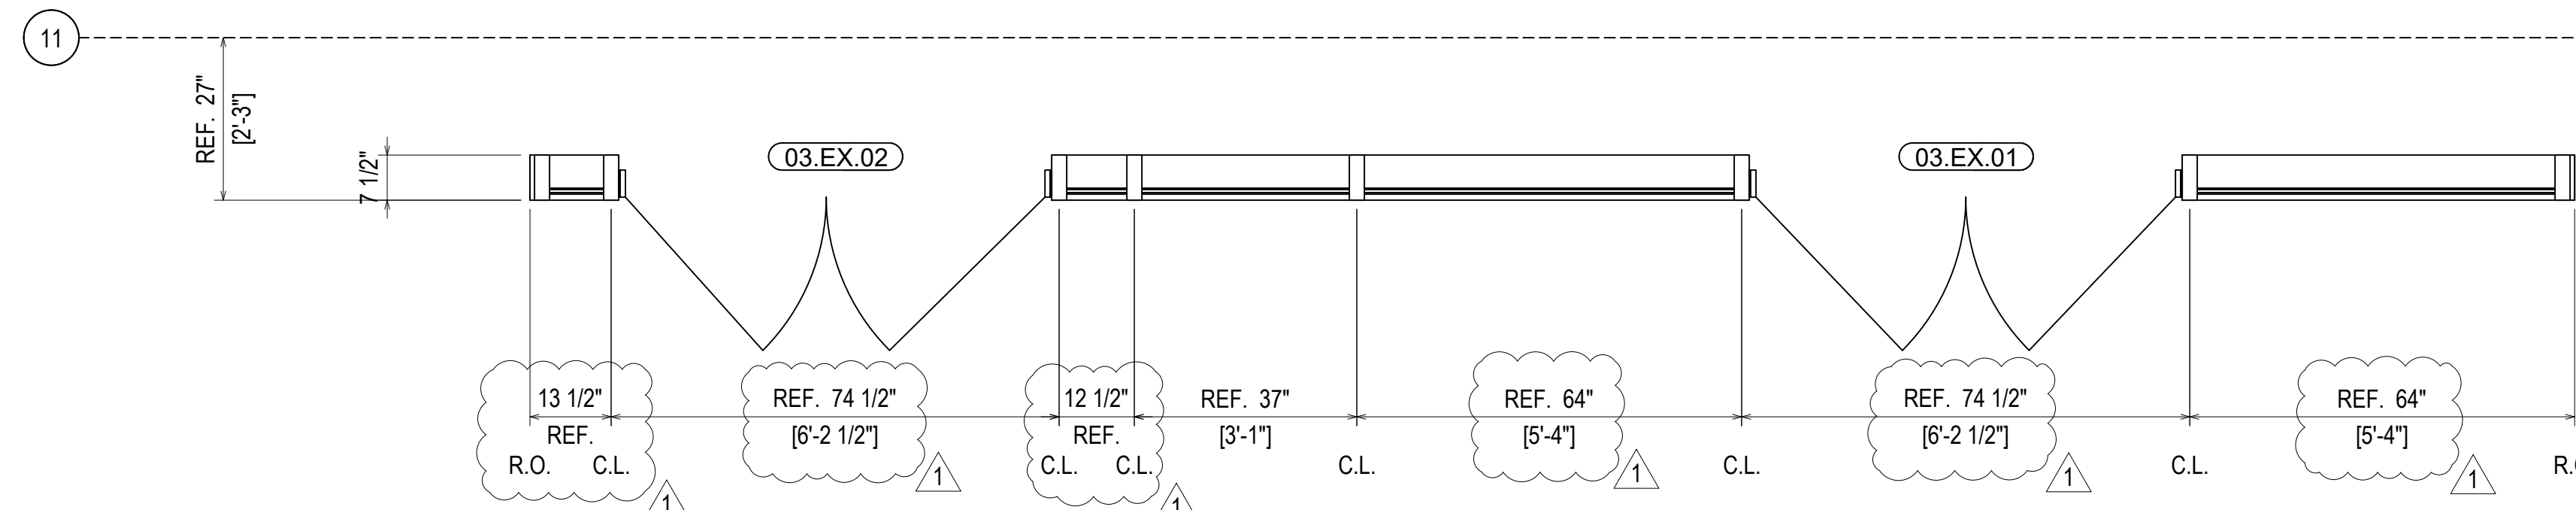 11
REF. 27"
[2'-3"]
7 1/2"
03.EX.02
03.EX.01
13 1/2"
REF.
R.O. C.L.
1
REF. 74 1/2"
[6'-2 1/2"]
1
12 1/2"
REF.
C.L. C.L.
1
REF. 37"
[3'-1"]
C.L.
REF. 64"
[5'-4"]
1
C.L.
REF. 74 1/2"
[6'-2 1/2"]
1
C.L.
REF. 64"
[5'-4"]
1